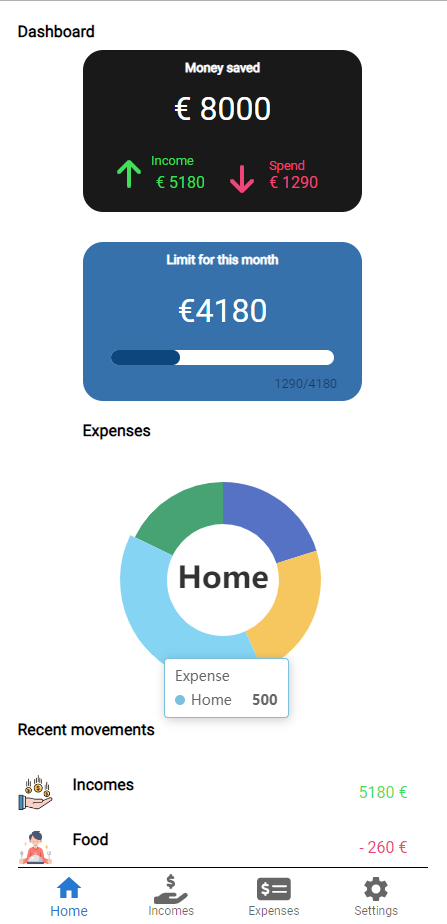 Dashboard
Money saved
€ 8000
Income
€ 5180
Spend
€ 1290
Limit for this month
€4180
1290/4180
Expenses
Home
Expense
Home 500
Recent movements
Incomes 5180 €
Food - 260 €
Home Incomes Expenses Settings